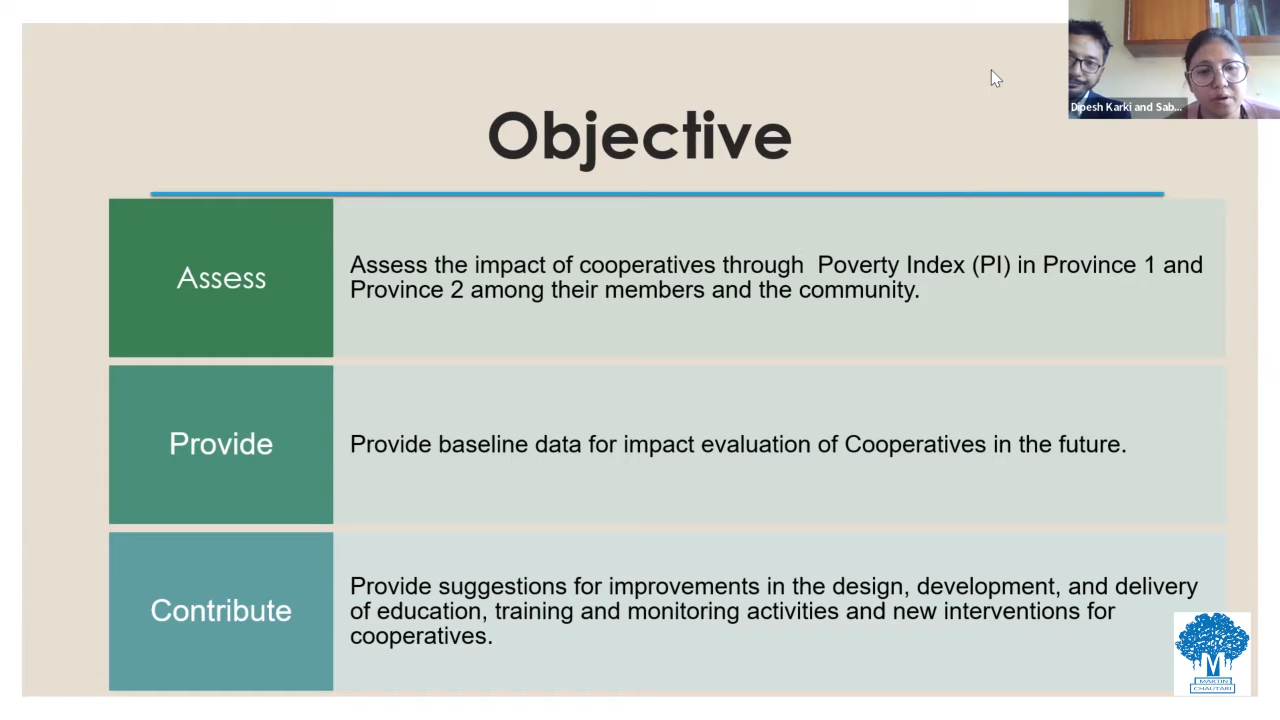 Dipesh Karki and Sab...
Objective
Assess
Assess the impact of cooperatives through  Poverty Index (PI) in Province 1 and
Province 2 among their members and the community.
Provide
Provide baseline data for impact evaluation of Cooperatives in the future.
Contribute
Provide suggestions for improvements in the design, development, and delivery
of education, training and monitoring activities and new interventions for
cooperatives.
M
MARTIN
CHAUTARI